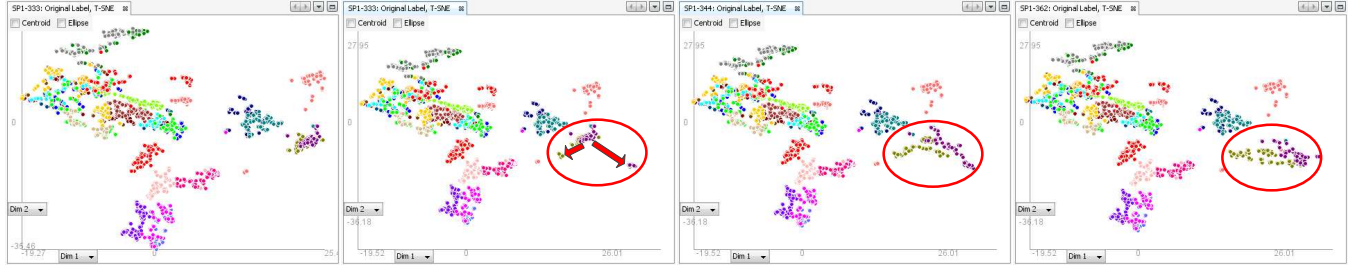 SP1-333: Original Label, T-SNE
Centroid Ellipse
27.95
0
Dim 2
-35.46
-19.27 Dim 1 0 25.4
SP1-333: Original Label, T-SNE
Centroid Ellipse
27.95
0
Dim 2
-36.18
-19.52 Dim 1 0 26.01
SP1-344: Original Label, T-SNE
Centroid Ellipse
27.95
0
Dim 2
-36.18
-19.52 Dim 1 0 26.01
SP1-362: Original Label, T-SNE
Centroid Ellipse
27.95
0
Dim 2
-36.18
-19.52 Dim 1 0 26.01